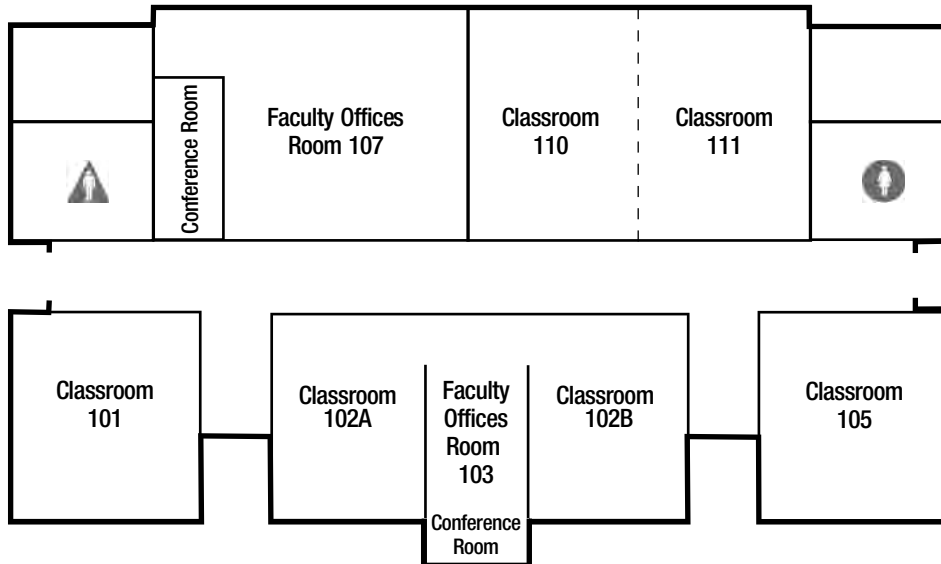 Conference Room
Faculty Offices
Room 107
Classroom
110
Classroom
111
Classroom
101
Classroom
102A
Faculty
Offices
Room
103
Conference
Room
Classroom
102B
Classroom
105